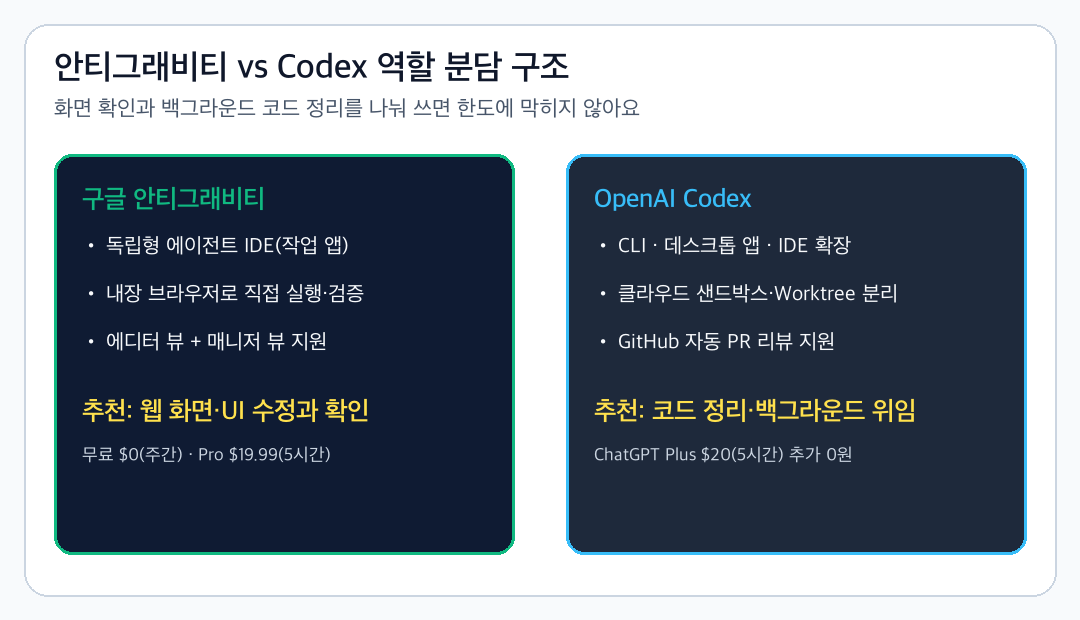 안티그래비티 vs Codex 역할 분담 구조
화면 확인과 백그라운드 코드 정리를 나눠 쓰면 한도에 막히지 않아요
구글 안티그래비티
• 독립형 에이전트 IDE(작업 앱)
• 내장 브라우저로 직접 실행·검증
• 에디터 뷰 + 매니저 뷰 지원
추천: 웹 화면·UI 수정과 확인
무료 $0(주간) · Pro $19.99(5시간)
OpenAI Codex
• CLI · 데스크톱 앱 · IDE 확장
• 클라우드 샌드박스·Worktree 분리
• GitHub 자동 PR 리뷰 지원
추천: 코드 정리·백그라운드 위임
ChatGPT Plus $20(5시간) 추가 0원